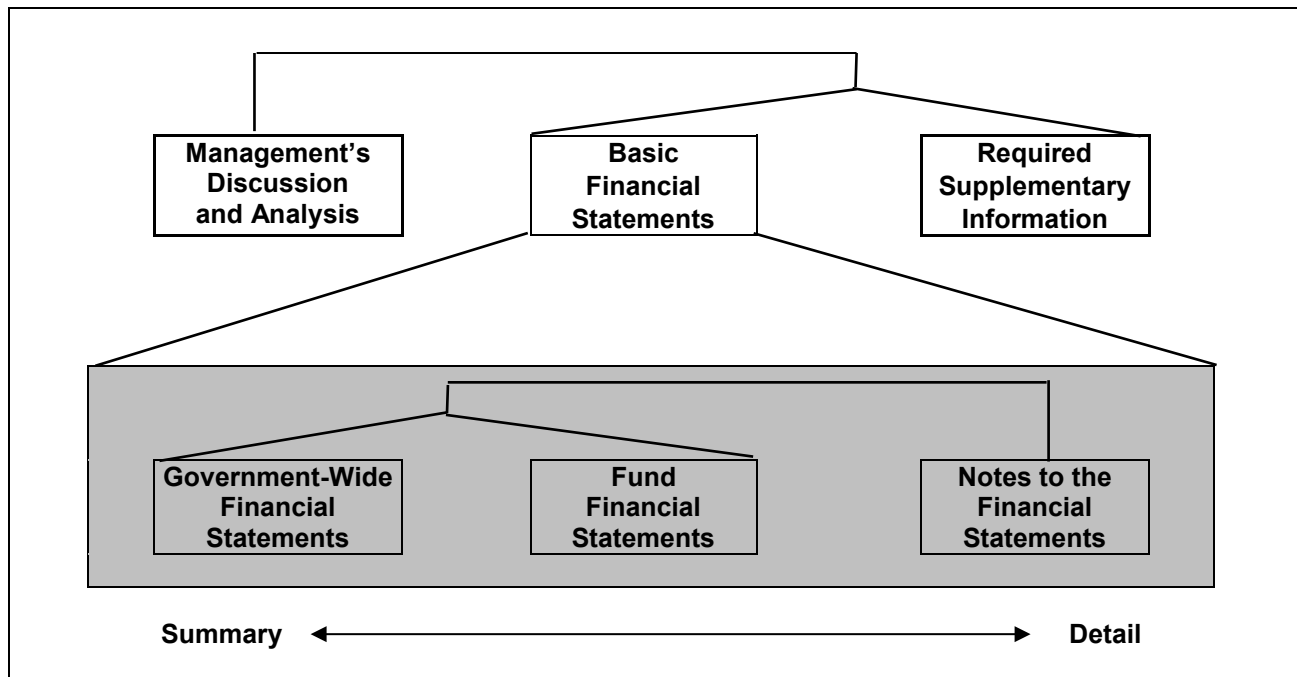 Management’s
Discussion
and Analysis
Basic
Financial
Statements
Required
Supplementary
Information
Government-Wide
Financial
Statements
Fund
Financial
Statements
Notes to the
Financial
Statements
Summary
Detail